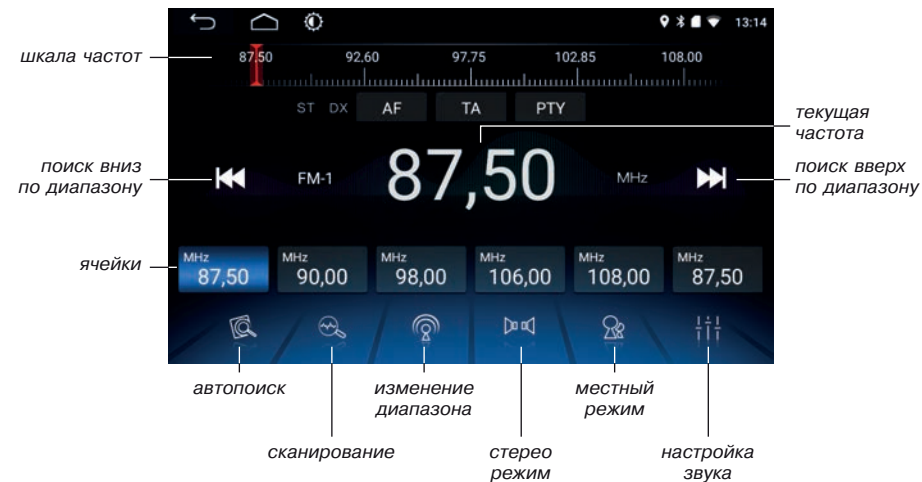 13:14
шкала частот
87,50 92,60 97,75 102,85 108,00
ST DX AF TA PTY
текущая
частота
поиск вниз
по диапазону
FM-1 87,50 MHz
поиск вверх
по диапазону
ячейки
MHz MHz MHz MHz MHz MHz
87,50 90,00 98,00 106,00 108,00 87,50
автопоиск
изменение
диапазона
местный
режим
сканирование
стерео
режим
настройка
звука